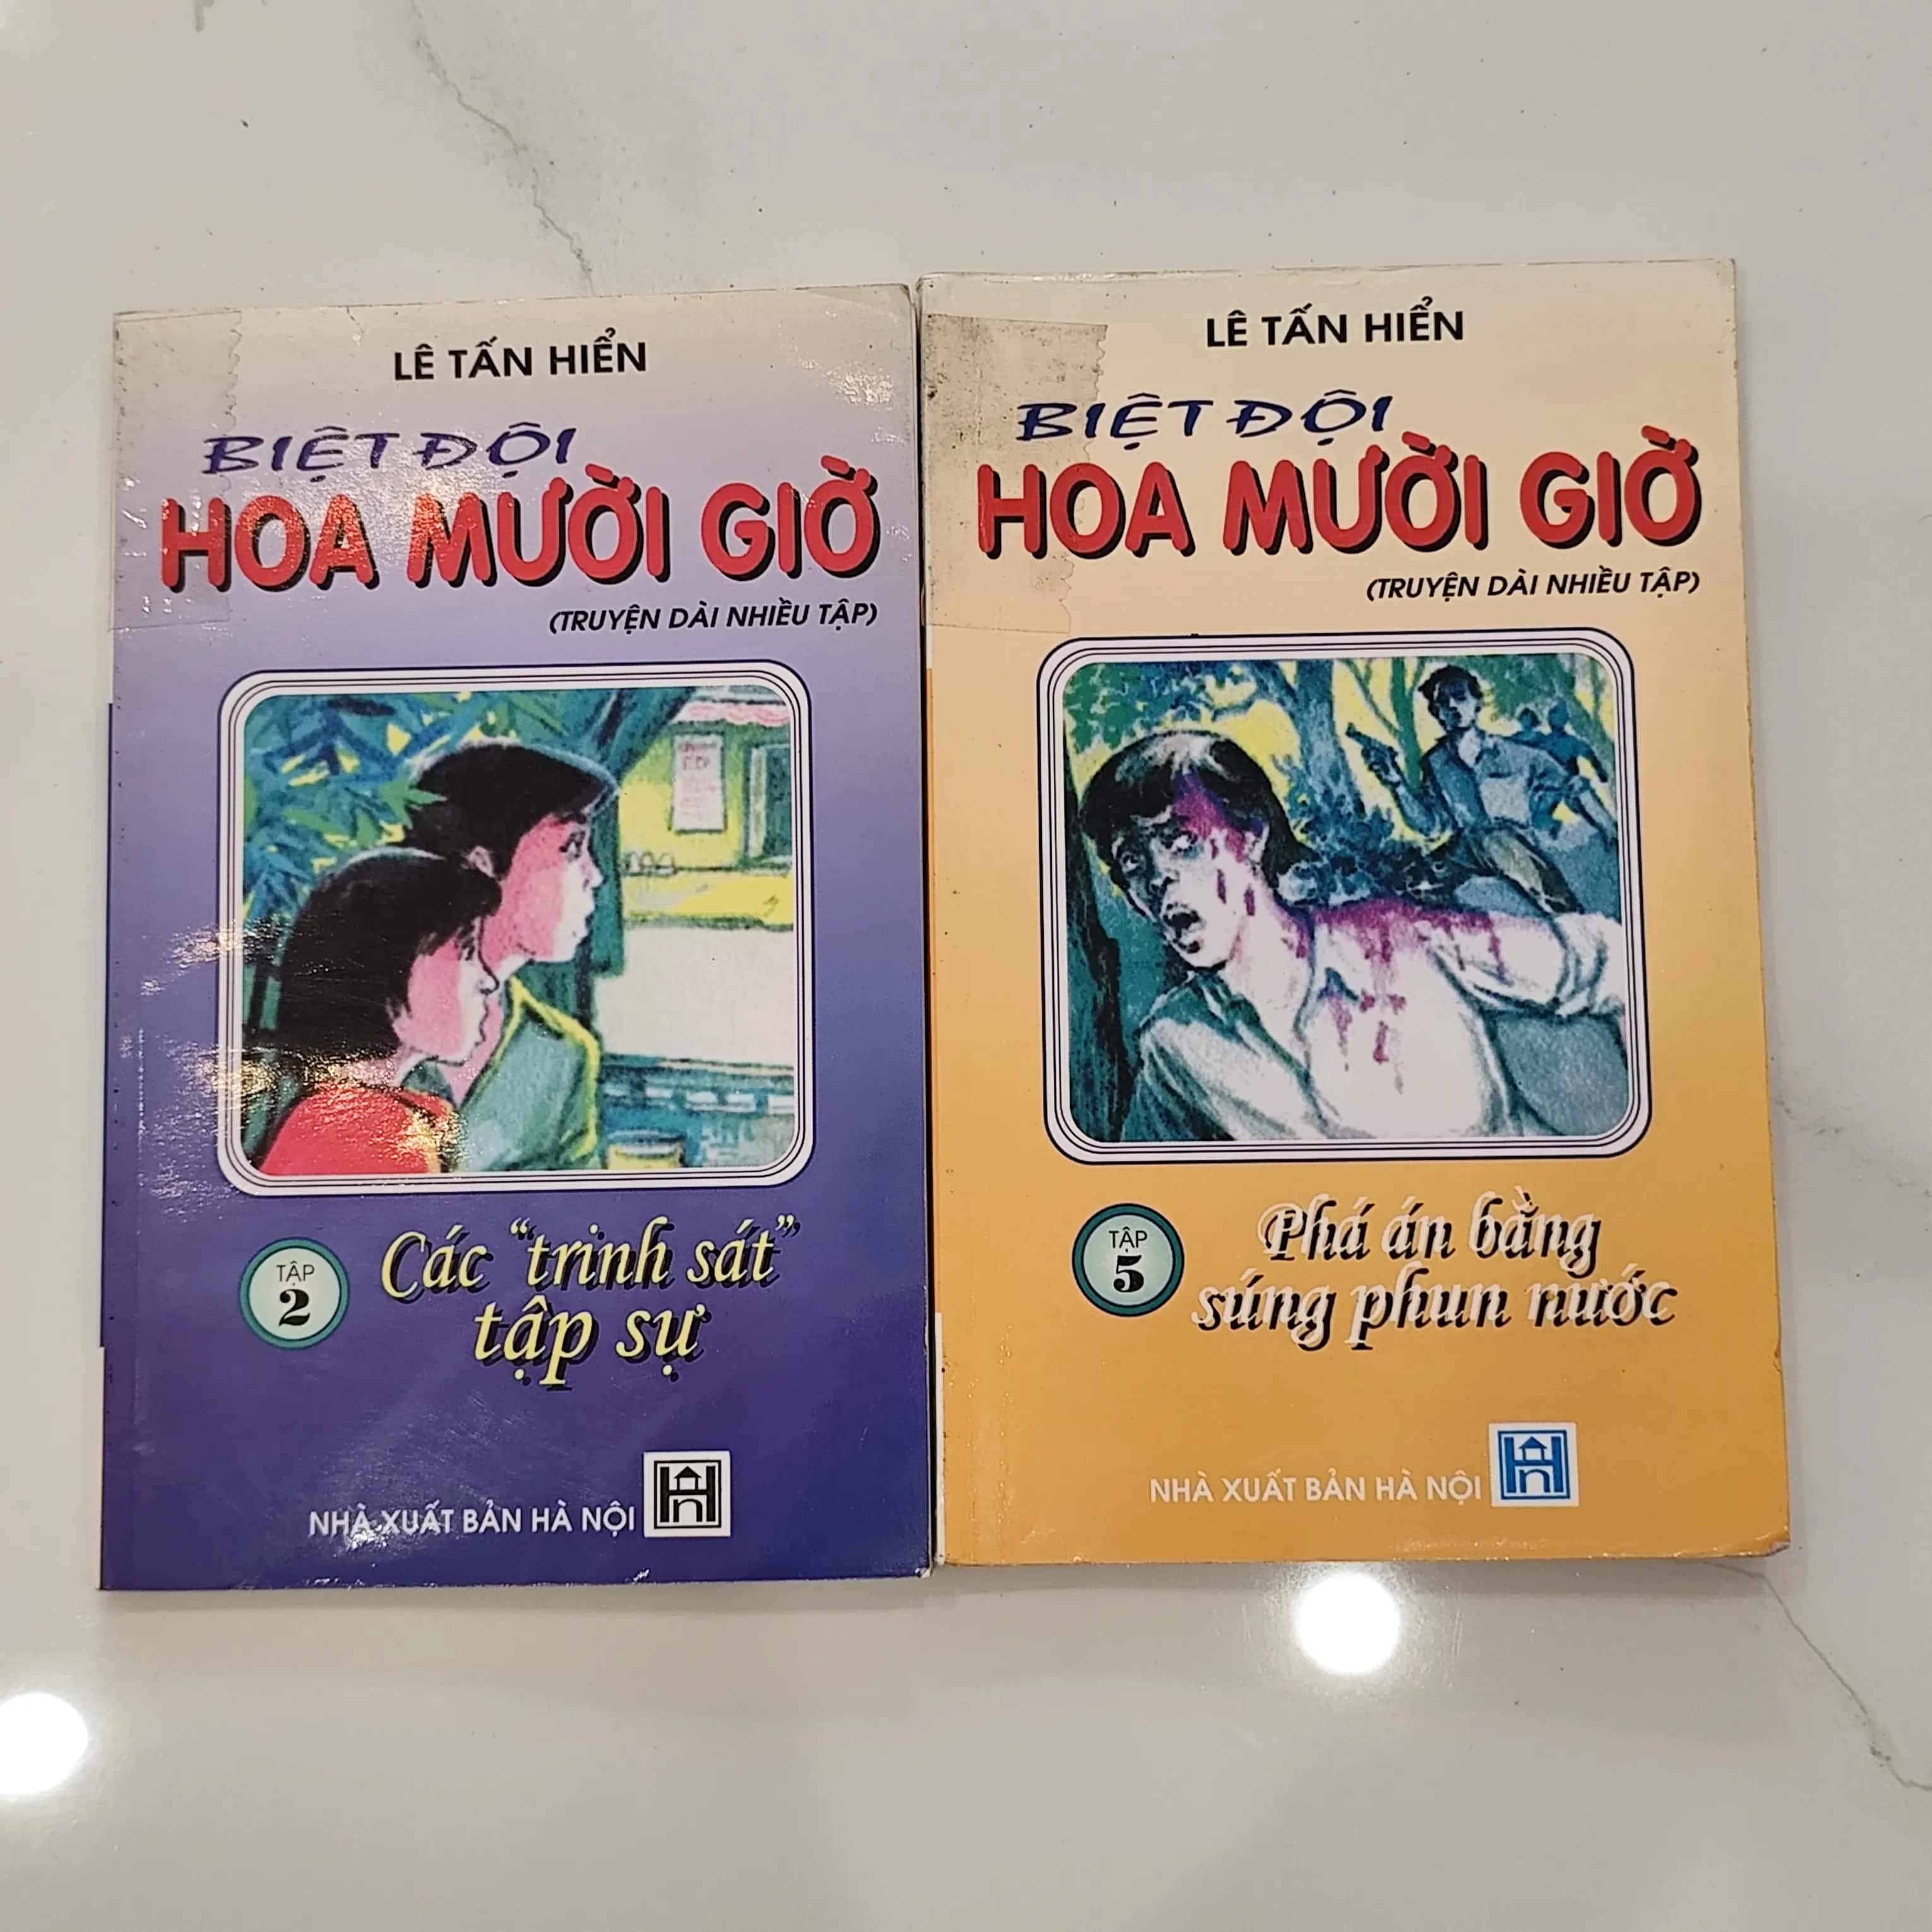 LÊ TẤN HIỂN
BIỆT ĐỘI
HOA MƯỜI GIỜ
(TRUYỆN DÀI NHIỀU TẬP)
TẬP
2
Các "trinh sát"
tập sự
NHÀ XUẤT BẢN HÀ NỘI
LÊ TẤN HIỂN
BIỆT ĐỘI
HOA MƯỜI GIỜ
(TRUYỆN DÀI NHIỀU TẬP)
TẬP
5
Phá án bằng
súng phun nước
NHÀ XUẤT BẢN HÀ NỘI